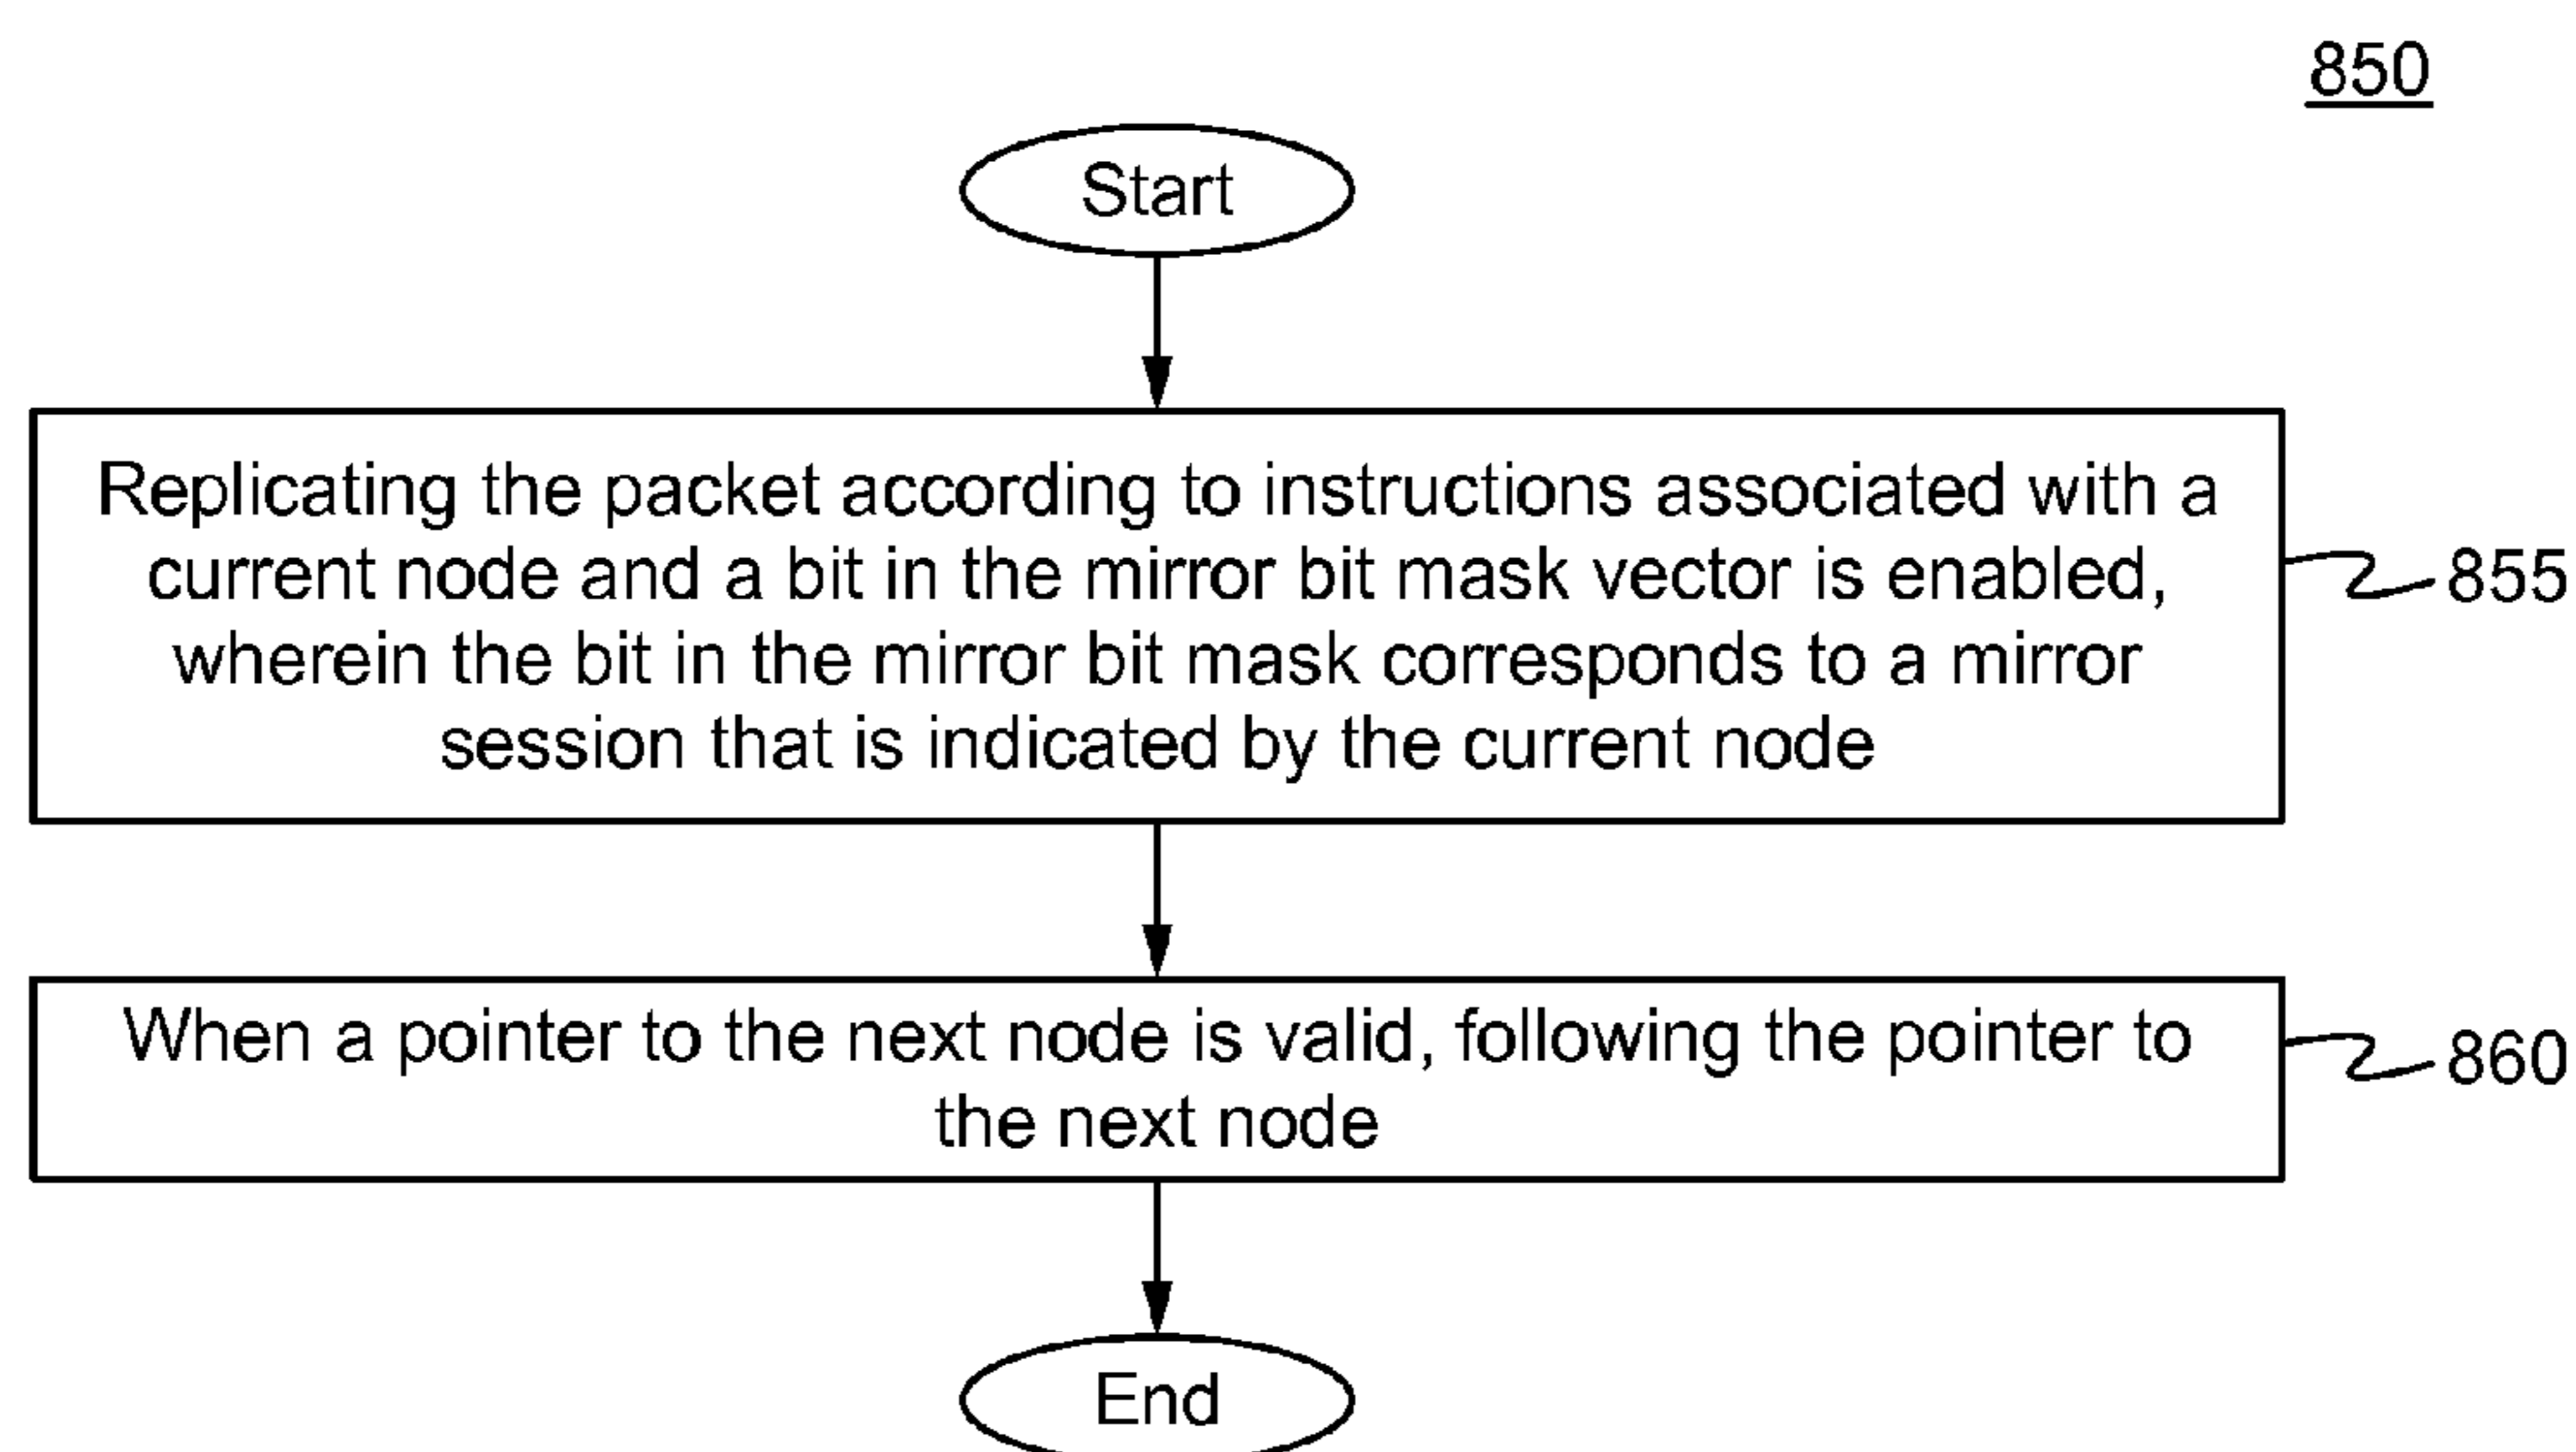 850
Start
Replicating the packet according to instructions associated with a
current node and a bit in the mirror bit mask vector is enabled,
wherein the bit in the mirror bit mask corresponds to a mirror
session that is indicated by the current node
855
When a pointer to the next node is valid, following the pointer to
the next node
860
End